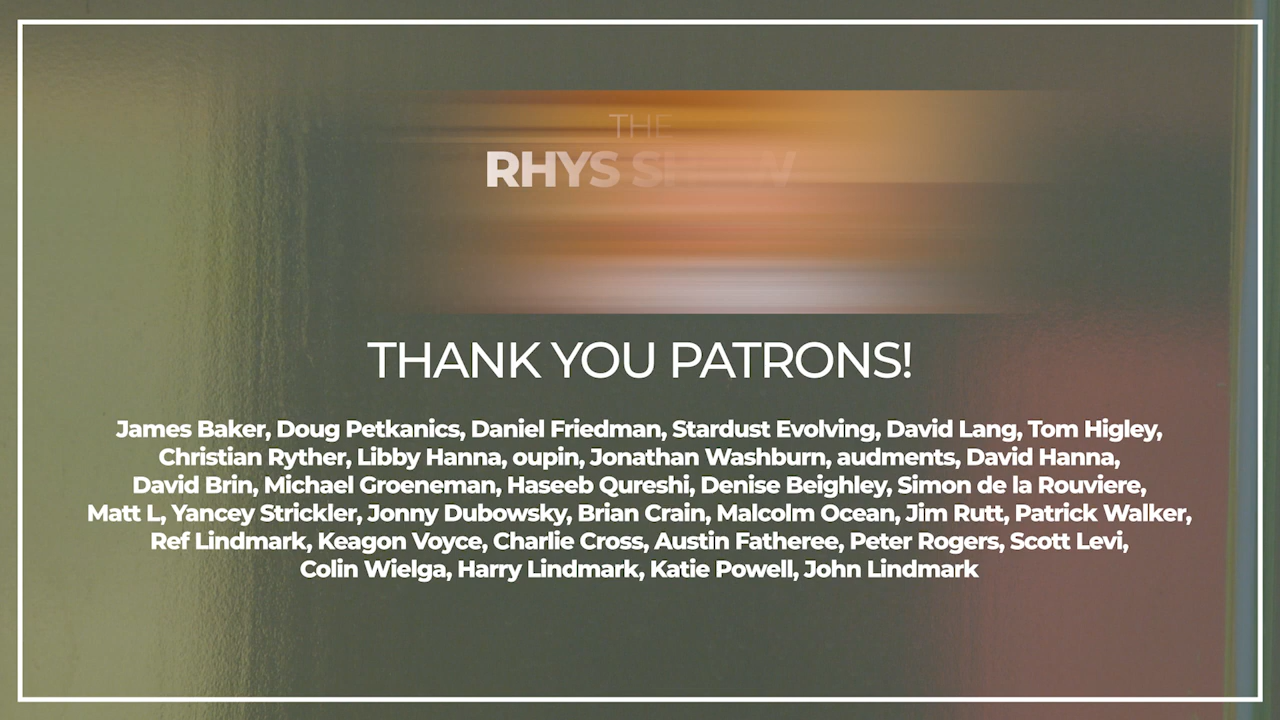 THE
RHYS SHOW
THANK YOU PATRONS!
James Baker, Doug Petkanics, Daniel Friedman, Stardust Evolving, David Lang, Tom Higley,
Christian Ryther, Libby Hanna, oupin, Jonathan Washburn, audments, David Hanna,
David Brin, Michael Groeneman, Haseeb Qureshi, Denise Beighley, Simon de la Rouviere,
Matt L, Yancey Strickler, Jonny Dubowsky, Brian Crain, Malcolm Ocean, Jim Rutt, Patrick Walker,
Ref Lindmark, Keagon Voyce, Charlie Cross, Austin Fatheree, Peter Rogers, Scott Levi,
Colin Wielga, Harry Lindmark, Katie Powell, John Lindmark